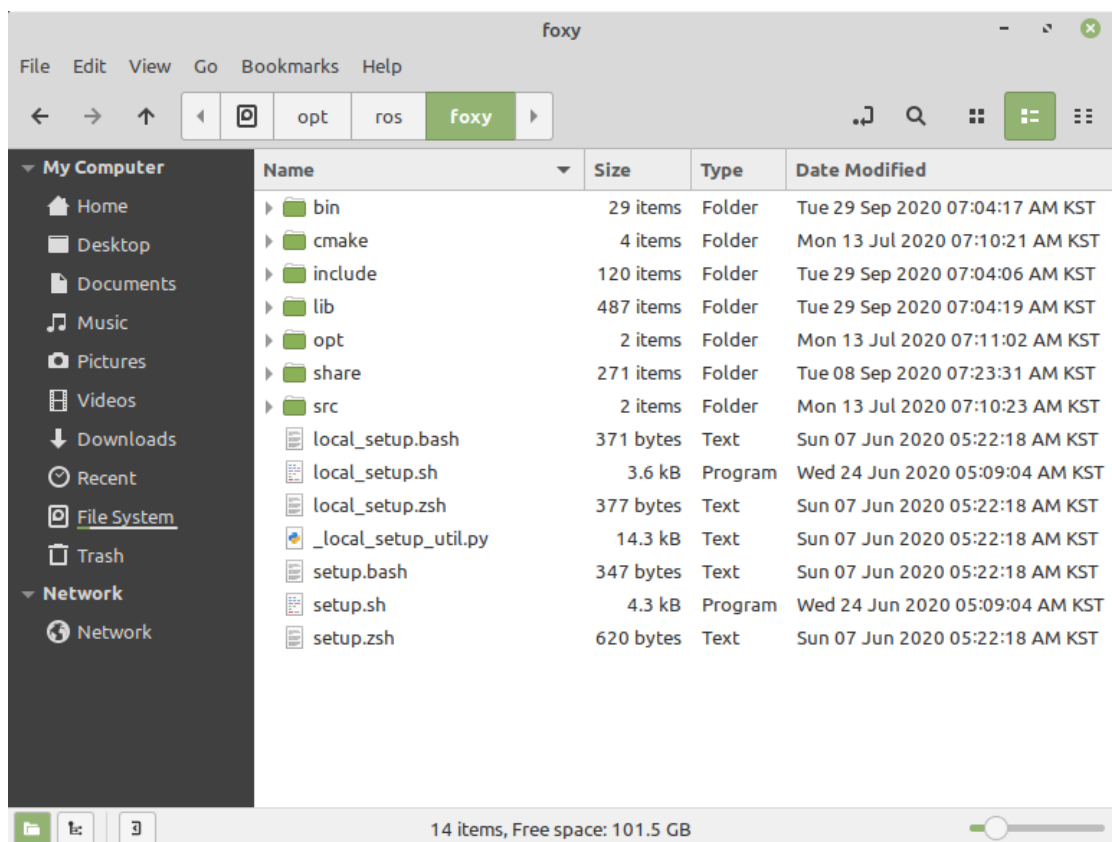 foxy
File Edit View Go Bookmarks Help
opt ros foxy
My Computer
Home
Desktop
Documents
Music
Pictures
Videos
Downloads
Recent
File System
Trash
Network
Network
Name Size Type Date Modified
bin 29 items Folder Tue 29 Sep 2020 07:04:17 AM KST
cmake 4 items Folder Mon 13 Jul 2020 07:10:21 AM KST
include 120 items Folder Tue 29 Sep 2020 07:04:06 AM KST
lib 487 items Folder Tue 29 Sep 2020 07:04:19 AM KST
opt 2 items Folder Mon 13 Jul 2020 07:11:02 AM KST
share 271 items Folder Tue 08 Sep 2020 07:23:31 AM KST
src 2 items Folder Mon 13 Jul 2020 07:10:23 AM KST
local_setup.bash 371 bytes Text Sun 07 Jun 2020 05:22:18 AM KST
local_setup.sh 3.6 kB Program Wed 24 Jun 2020 05:09:04 AM KST
local_setup.zsh 377 bytes Text Sun 07 Jun 2020 05:22:18 AM KST
_local_setup_util.py 14.3 kB Text Sun 07 Jun 2020 05:22:18 AM KST
setup.bash 347 bytes Text Sun 07 Jun 2020 05:22:18 AM KST
setup.sh 4.3 kB Program Wed 24 Jun 2020 05:09:04 AM KST
setup.zsh 620 bytes Text Sun 07 Jun 2020 05:22:18 AM KST
14 items, Free space: 101.5 GB